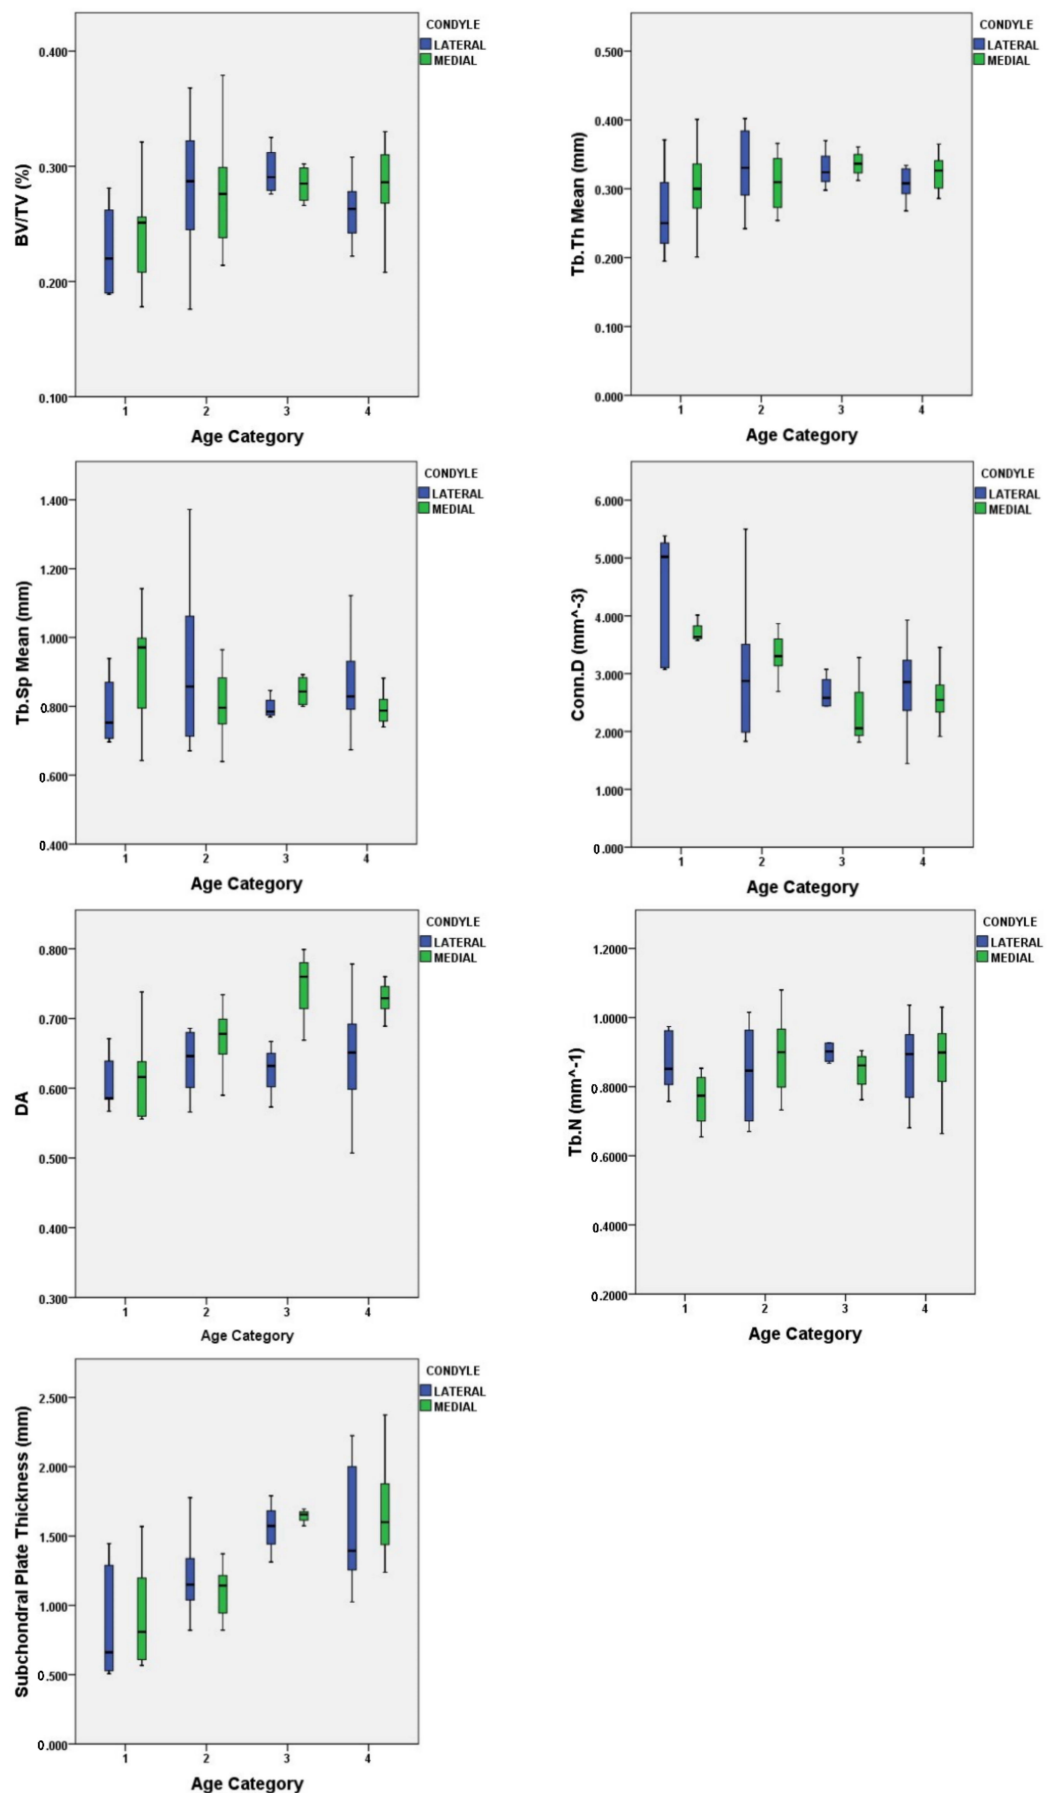 CONDYLE
LATERAL
MEDIAL
0.400
0.300
0.200
0.100
BV/TV (%)
1 2 3 4
Age Category
CONDYLE
LATERAL
MEDIAL
0.500
0.400
0.300
0.200
0.100
0.000
Tb.Th Mean (mm)
1 2 3 4
Age Category
CONDYLE
LATERAL
MEDIAL
1.400
1.200
1.000
0.800
0.600
0.400
Tb.Sp Mean (mm)
1 2 3 4
Age Category
CONDYLE
LATERAL
MEDIAL
6.000
5.000
4.000
3.000
2.000
1.000
0.000
Conn.D (mm^-3)
1 2 3 4
Age Category
CONDYLE
LATERAL
MEDIAL
0.800
0.700
0.600
0.500
0.400
0.300
DA
1 2 3 4
Age Category
CONDYLE
LATERAL
MEDIAL
1.2000
1.0000
0.8000
0.6000
0.4000
0.2000
Tb.N (mm^-1)
1 2 3 4
Age Category
CONDYLE
LATERAL
MEDIAL
2.500
2.000
1.500
1.000
0.500
0.000
Subchondral Plate Thickness (mm)
1 2 3 4
Age Category